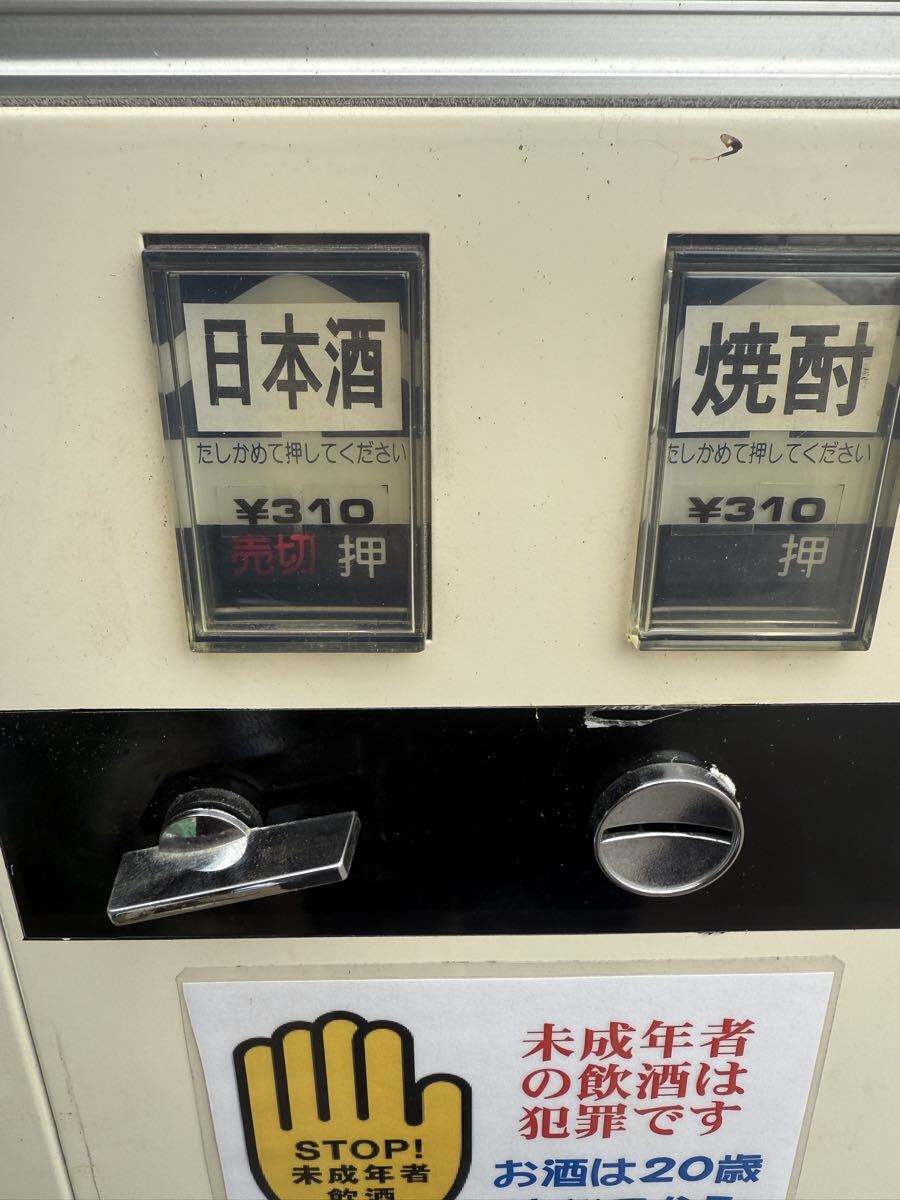 日本酒
たしかめて押してください
¥310
売切 押
焼酎
たしかめて押してください
¥310
押
未成年者
の飲酒は
犯罪です
お酒は20歳
STOP!
未成年者
飲酒